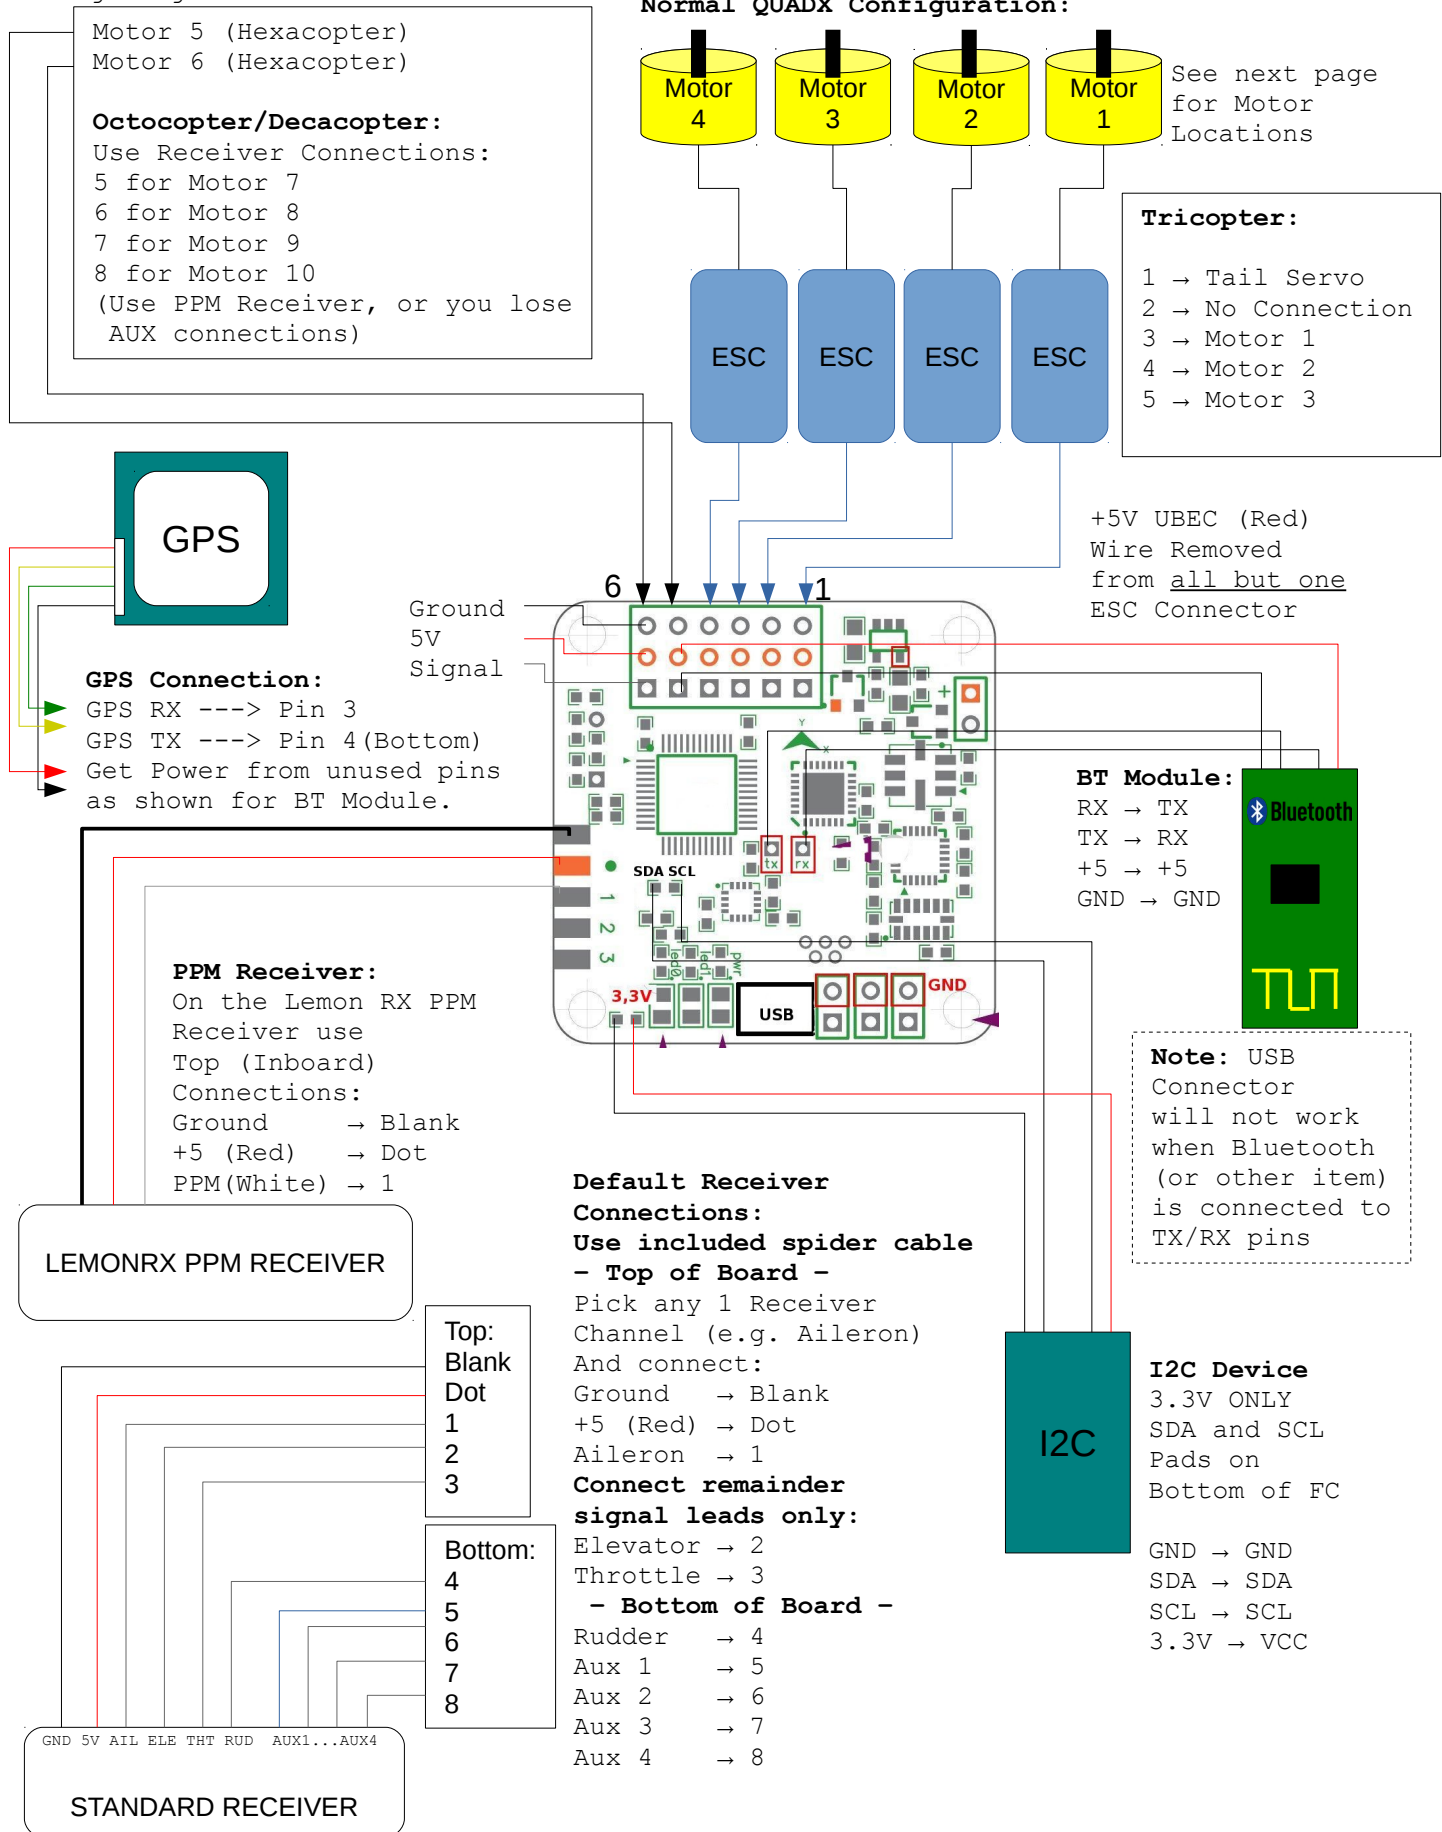 Normal QUADX Configuration:
Motor 5 (Hexacopter)
Motor 6 (Hexacopter)
Octocopter/Decacopter:
Use Receiver Connections:
5 for Motor 7
6 for Motor 8
7 for Motor 9
8 for Motor 10
(Use PPM Receiver, or you lose
AUX connections)
Motor
4
Motor
3
Motor
2
Motor
1
See next page
for Motor
Locations
Tricopter:
1 → Tail Servo
2 → No Connection
3 → Motor 1
4 → Motor 2
5 → Motor 3
ESC
ESC
ESC
ESC
GPS
+5V UBEC (Red)
Wire Removed
from all but one
ESC Connector
6
1
Ground
5V
Signal
GPS Connection:
GPS RX ---> Pin 3
GPS TX ---> Pin 4(Bottom)
Get Power from unused pins
as shown for BT Module.
+
Y
X
tx
rx
SDA SCL
1
2
3
led0
led1
pwr
3,3V
USB
GND
BT Module:
RX → TX
TX → RX
+5 → +5
GND → GND
Bluetooth
PPM Receiver:
On the Lemon RX PPM
Receiver use
Top (Inboard)
Connections:
Ground → Blank
+5 (Red) → Dot
PPM(White) → 1
LEMONRX PPM RECEIVER
Note: USB
Connector
will not work
when Bluetooth
(or other item)
is connected to
TX/RX pins
Default Receiver
Connections:
Use included spider cable
– Top of Board –
Pick any 1 Receiver
Channel (e.g. Aileron)
And connect:
Ground → Blank
+5 (Red) → Dot
Aileron → 1
Connect remainder
signal leads only:
Elevator → 2
Throttle → 3
– Bottom of Board –
Rudder → 4
Aux 1 → 5
Aux 2 → 6
Aux 3 → 7
Aux 4 → 8
Top:
Blank
Dot
1
2
3
Bottom:
4
5
6
7
8
GND 5V AIL ELE THT RUD AUX1...AUX4
STANDARD RECEIVER
I2C
I2C Device
3.3V ONLY
SDA and SCL
Pads on
Bottom of FC
GND → GND
SDA → SDA
SCL → SCL
3.3V → VCC